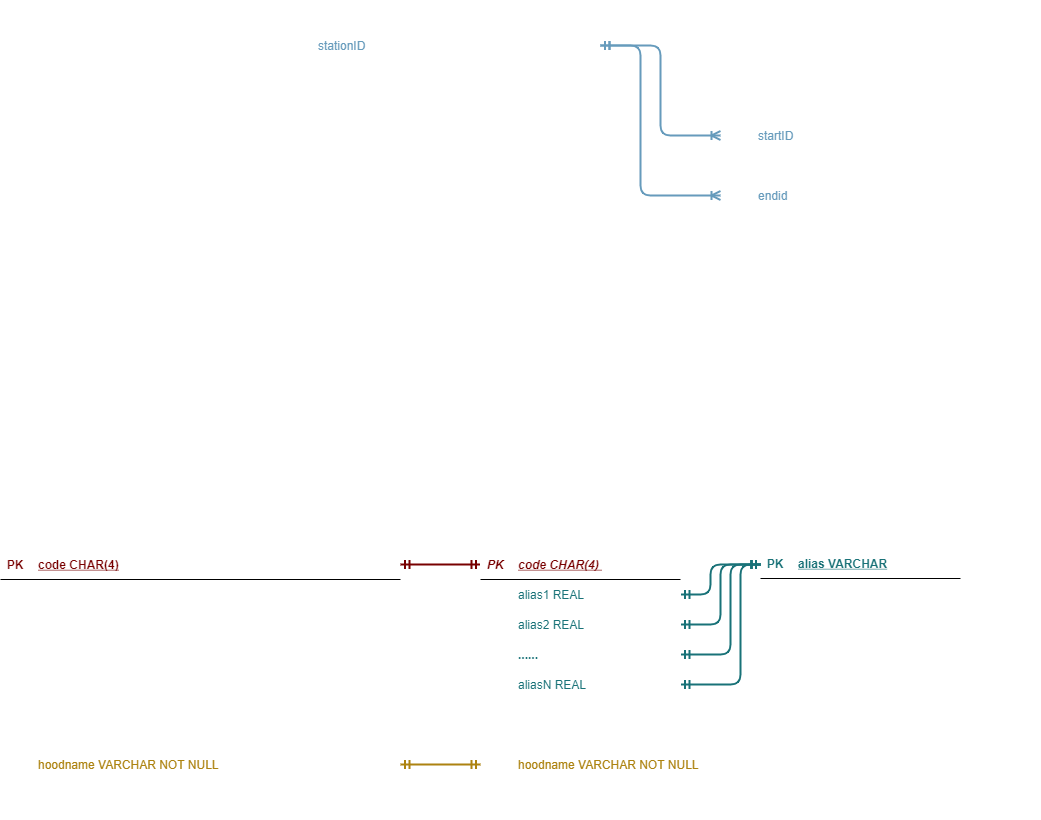 stationID
startID
endid
PK code CHAR(4) PK code CHAR(4) PK alias VARCHAR
alias1 REAL
alias2 REAL
......
aliasN REAL
hoodname VARCHAR NOT NULL hoodname VARCHAR NOT NULL